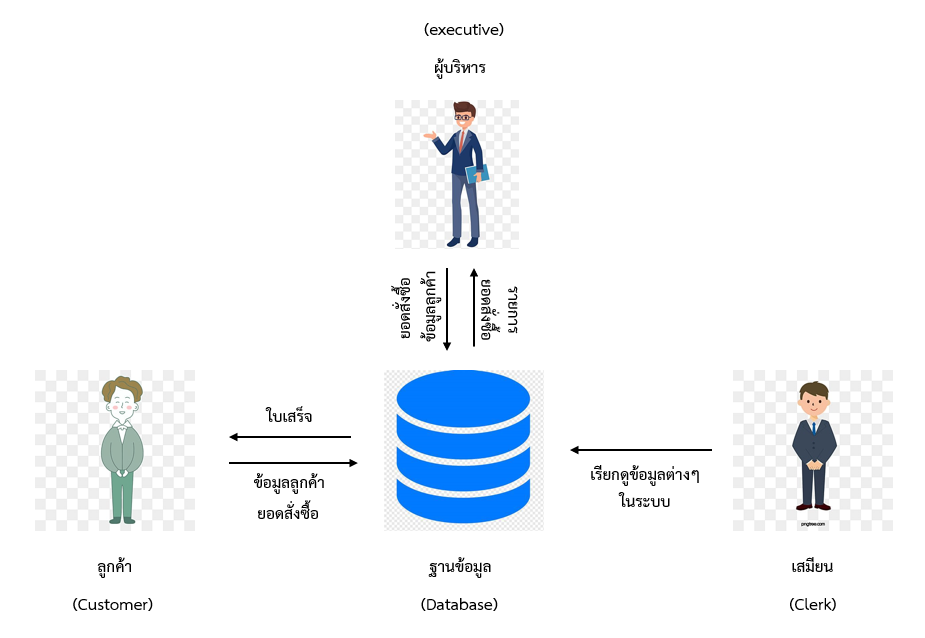 (executive)
ผู้บริหาร
ยอดสั่งซื้อ
ข้อมูลลูกค้า
รายการ
ยอดสั่งซื้อ
ใบเสร็จ
ข้อมูลลูกค้า
ยอดสั่งซื้อ
เรียกดูข้อมูลต่างๆ
ในระบบ
pngtree.com
ลูกค้า
ฐานข้อมูล
เสมียน
(Customer)
(Database)
(Clerk)